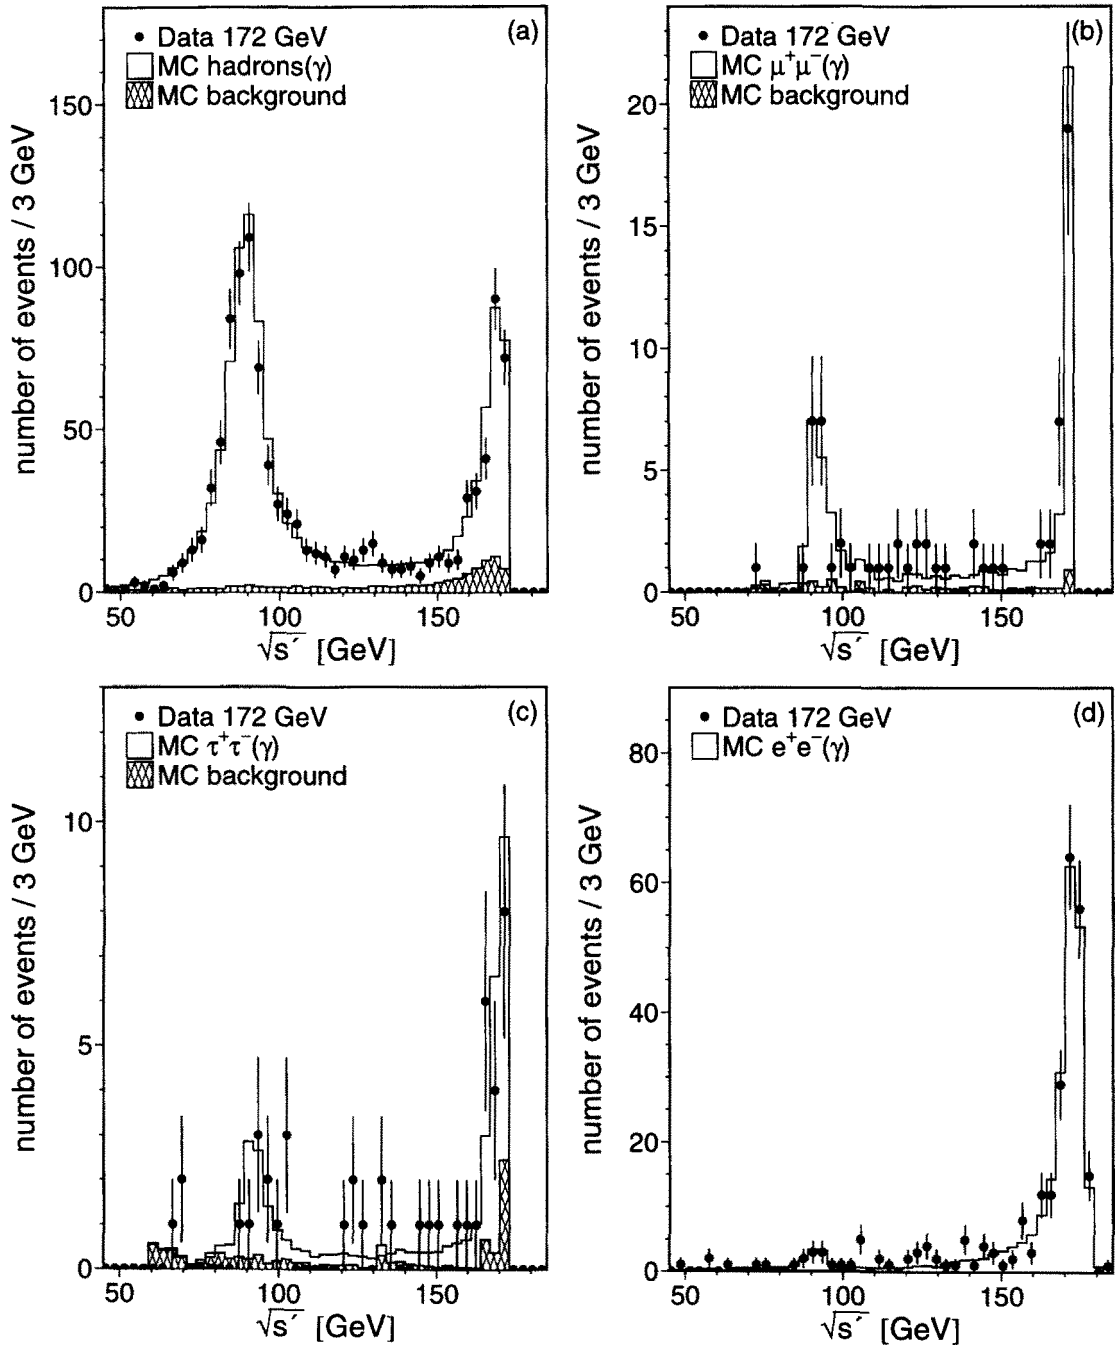 (a)
Data 172 GeV
MC hadrons(γ)
MC background
150
100
50
0
50 100 150
√s′ [GeV]
number of events / 3 GeV
(b)
Data 172 GeV
MC μ⁺μ⁻(γ)
MC background
20
15
10
5
0
50 100 150
√s′ [GeV]
number of events / 3 GeV
(c)
Data 172 GeV
MC τ⁺τ⁻(γ)
MC background
10
5
0
50 100 150
√s′ [GeV]
number of events / 3 GeV
(d)
Data 172 GeV
MC e⁺e⁻(γ)
80
60
40
20
0
50 100 150
√s′ [GeV]
number of events / 3 GeV